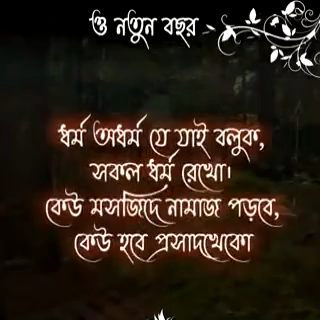 ও নতুন বছর
ধর্ম অধর্ম যে যাই বলুক,
সকল ধর্ম রেখো।
কেউ মসজিদে নামাজ পড়বে,
কেউ হবে প্রসাদখেকো